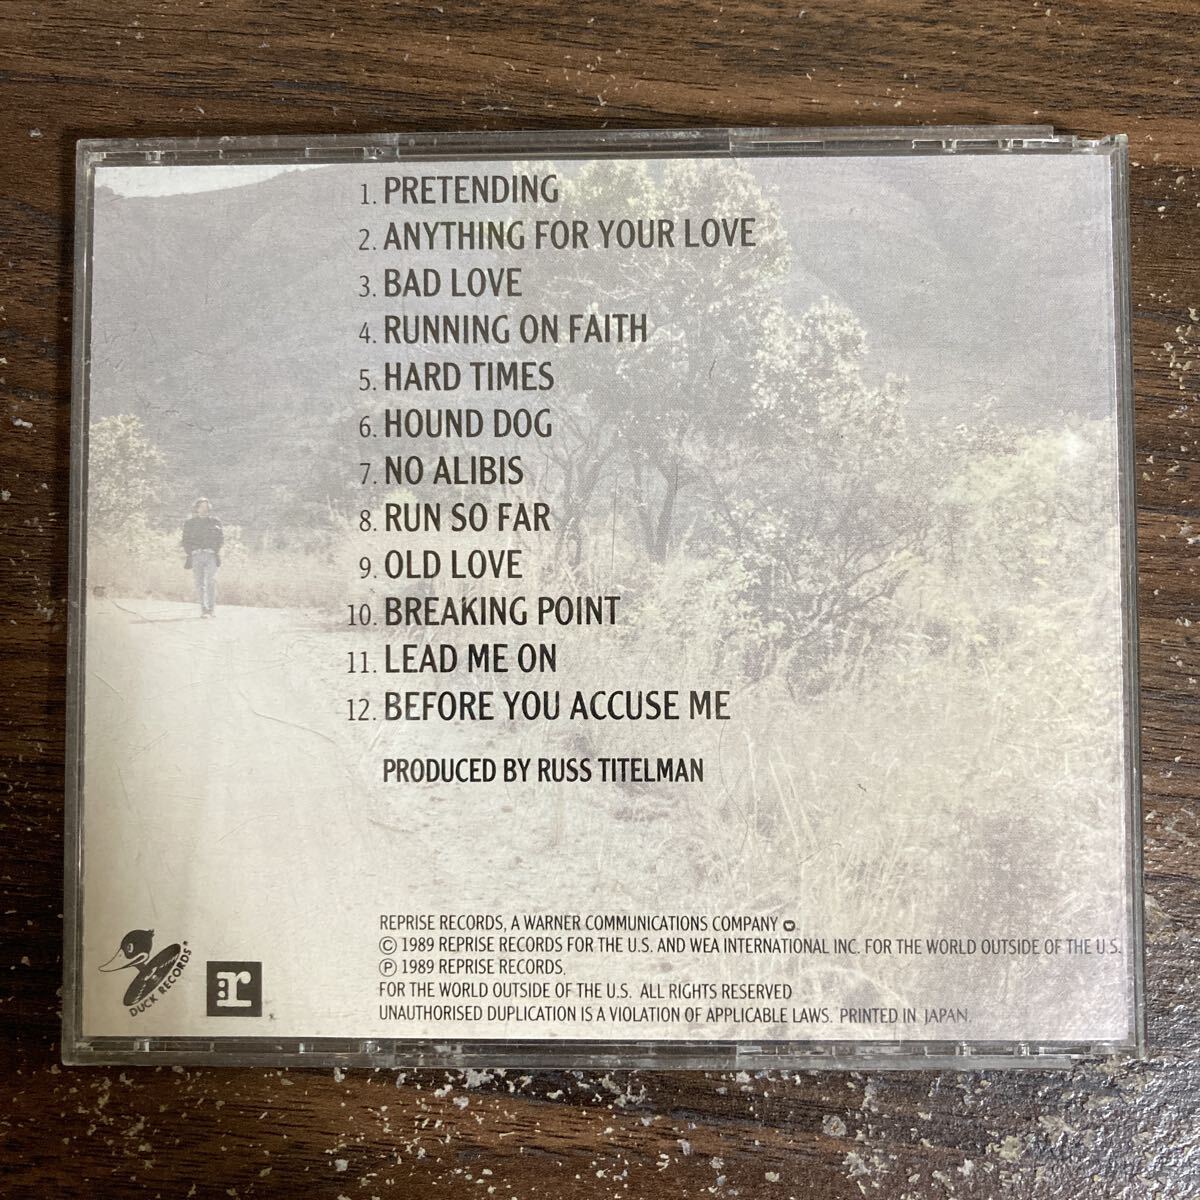 1. PRETENDING
2. ANYTHING FOR YOUR LOVE
3. BAD LOVE
4. RUNNING ON FAITH
5. HARD TIMES
6. HOUND DOG
7. NO ALIBIS
8. RUN SO FAR
9. OLD LOVE
10. BREAKING POINT
11. LEAD ME ON
12. BEFORE YOU ACCUSE ME
PRODUCED BY RUSS TITELMAN
REPRISE RECORDS, A WARNER COMMUNICATIONS COMPANY
© 1989 REPRISE RECORDS FOR THE U.S. AND WEA INTERNATIONAL INC. FOR THE WORLD OUTSIDE OF THE U.S.
℗ 1989 REPRISE RECORDS.
FOR THE WORLD OUTSIDE OF THE U.S. ALL RIGHTS RESERVED
UNAUTHORISED DUPLICATION IS A VIOLATION OF APPLICABLE LAWS. PRINTED IN JAPAN.
DUCK RECORDS
r